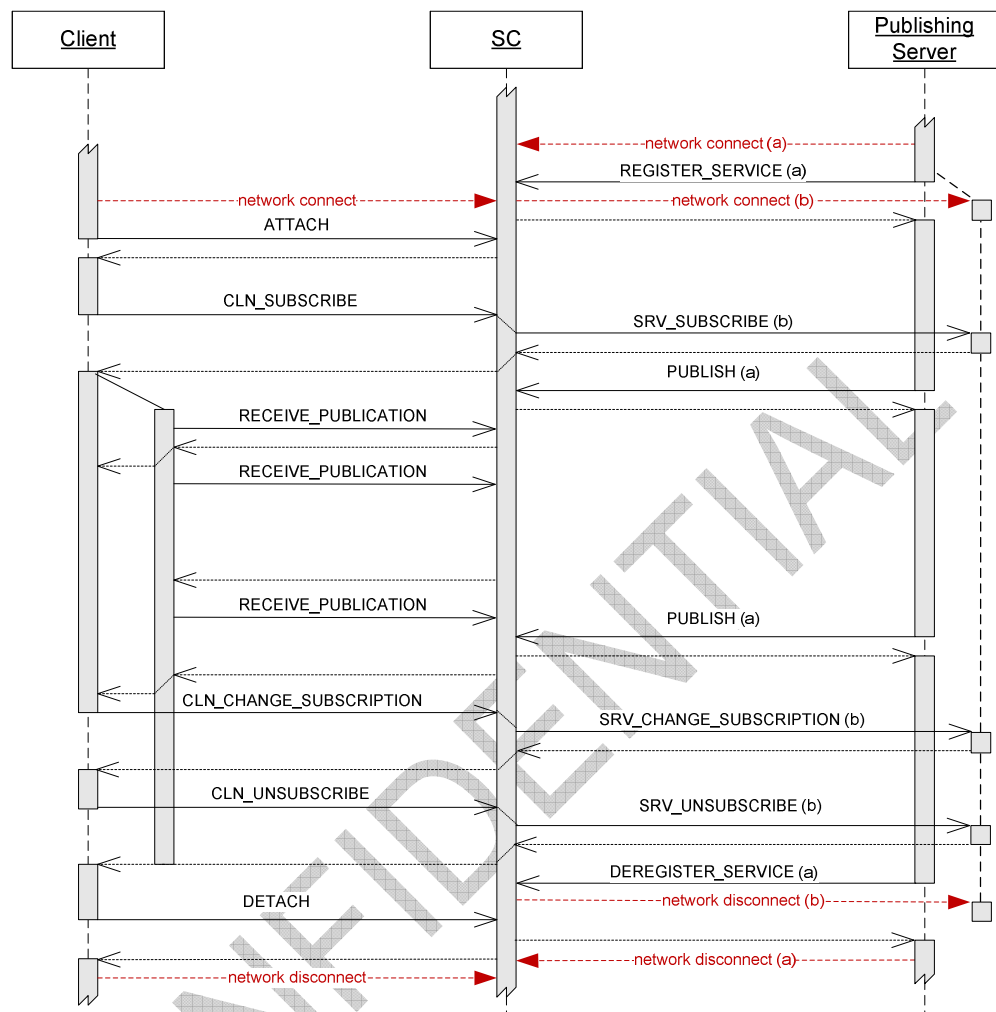 Client
SC
Publishing
Server
network connect (a)
REGISTER_SERVICE (a)
network connect
network connect (b)
ATTACH
CLN_SUBSCRIBE
SRV_SUBSCRIBE (b)
PUBLISH (a)
RECEIVE_PUBLICATION
RECEIVE_PUBLICATION
RECEIVE_PUBLICATION
PUBLISH (a)
CLN_CHANGE_SUBSCRIPTION
SRV_CHANGE_SUBSCRIPTION (b)
CLN_UNSUBSCRIBE
SRV_UNSUBSCRIBE (b)
DEREGISTER_SERVICE (a)
DETACH
network disconnect (b)
network disconnect (a)
network disconnect
NFIDENTIAL